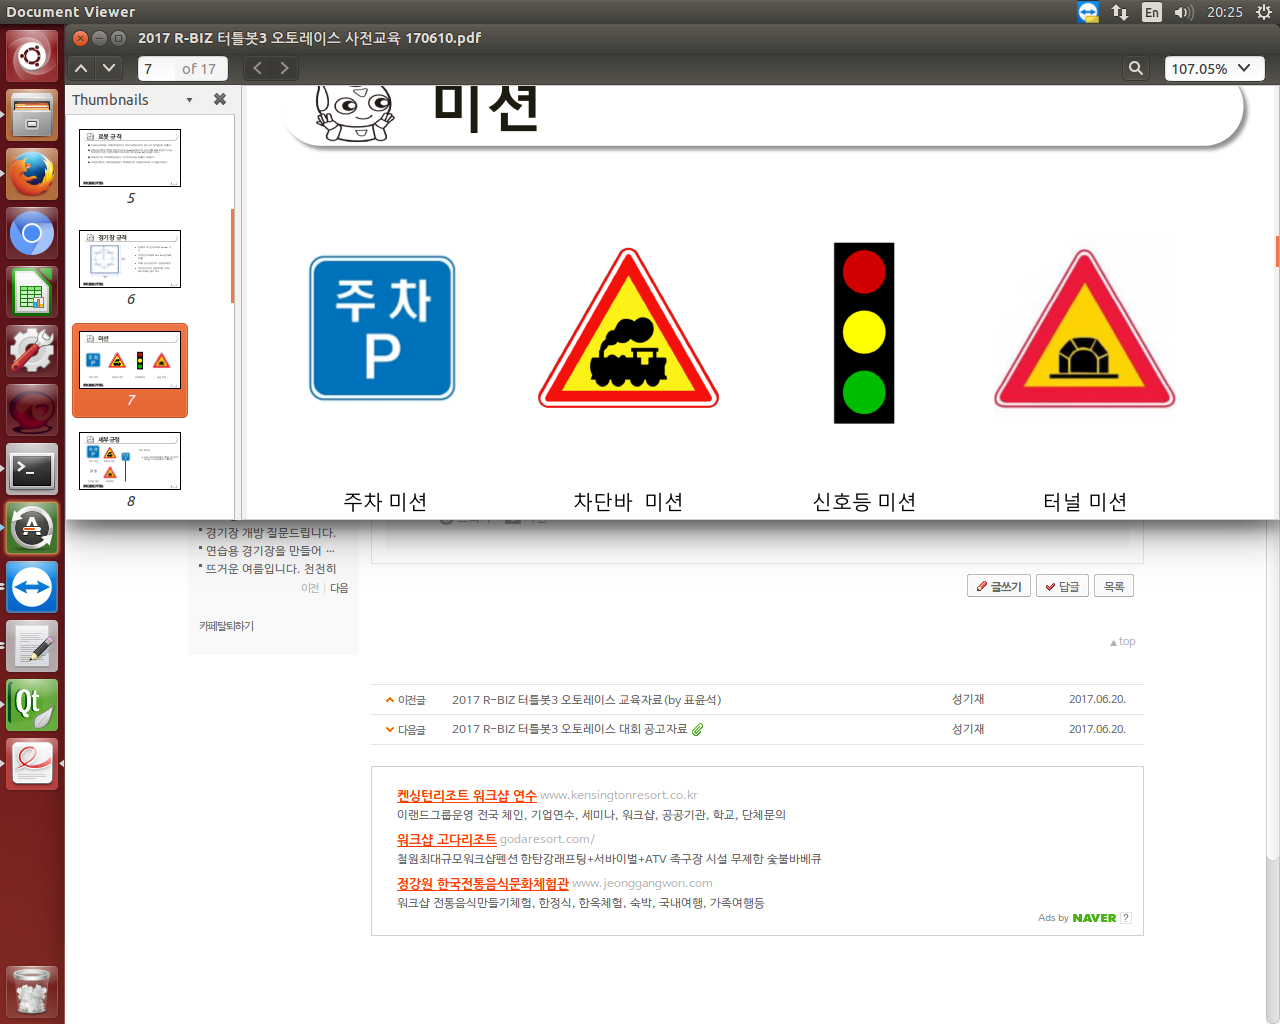 Document Viewer
En
20:25
2017 R-BIZ 터틀봇3 오토레이스 사전교육 170610.pdf
7 of 17
107.05%
Thumbnails
로봇 규격
5
경기장 규격
6
미션
7
세부 규정
8
미션
주 차
P
주차 미션
차단바 미션
신호등 미션
터널 미션
경기장 개방 질문드립니다.
연습용 경기장을 만들어 ...
뜨거운 여름입니다. 천천히
이전 | 다음
카페탈퇴하기
글쓰기 답글 목록
▲top
이전글 2017 R-BIZ 터틀봇3 오토레이스 교육자료(by 표윤석) 성기재 2017.06.20.
다음글 2017 R-BIZ 터틀봇3 오토레이스 대회 공고자료 성기재 2017.06.20.
켄싱턴리조트 워크샵 연수 www.kensingtonresort.co.kr
이랜드그룹운영 전국 체인, 기업연수, 세미나, 워크샵, 공공기관, 학교, 단체문의
워크샵 고다리조트 godaresort.com/
철원최대규모워크샵펜션 한탄강래프팅+서바이벌+ATV 족구장 시설 무제한 숯불바베큐
정강원 한국전통음식문화체험관 www.jeonggangwon.com
워크샵 전통음식만들기체험, 한정식, 한옥체험, 숙박, 국내여행, 가족여행등
Ads by NAVER ?